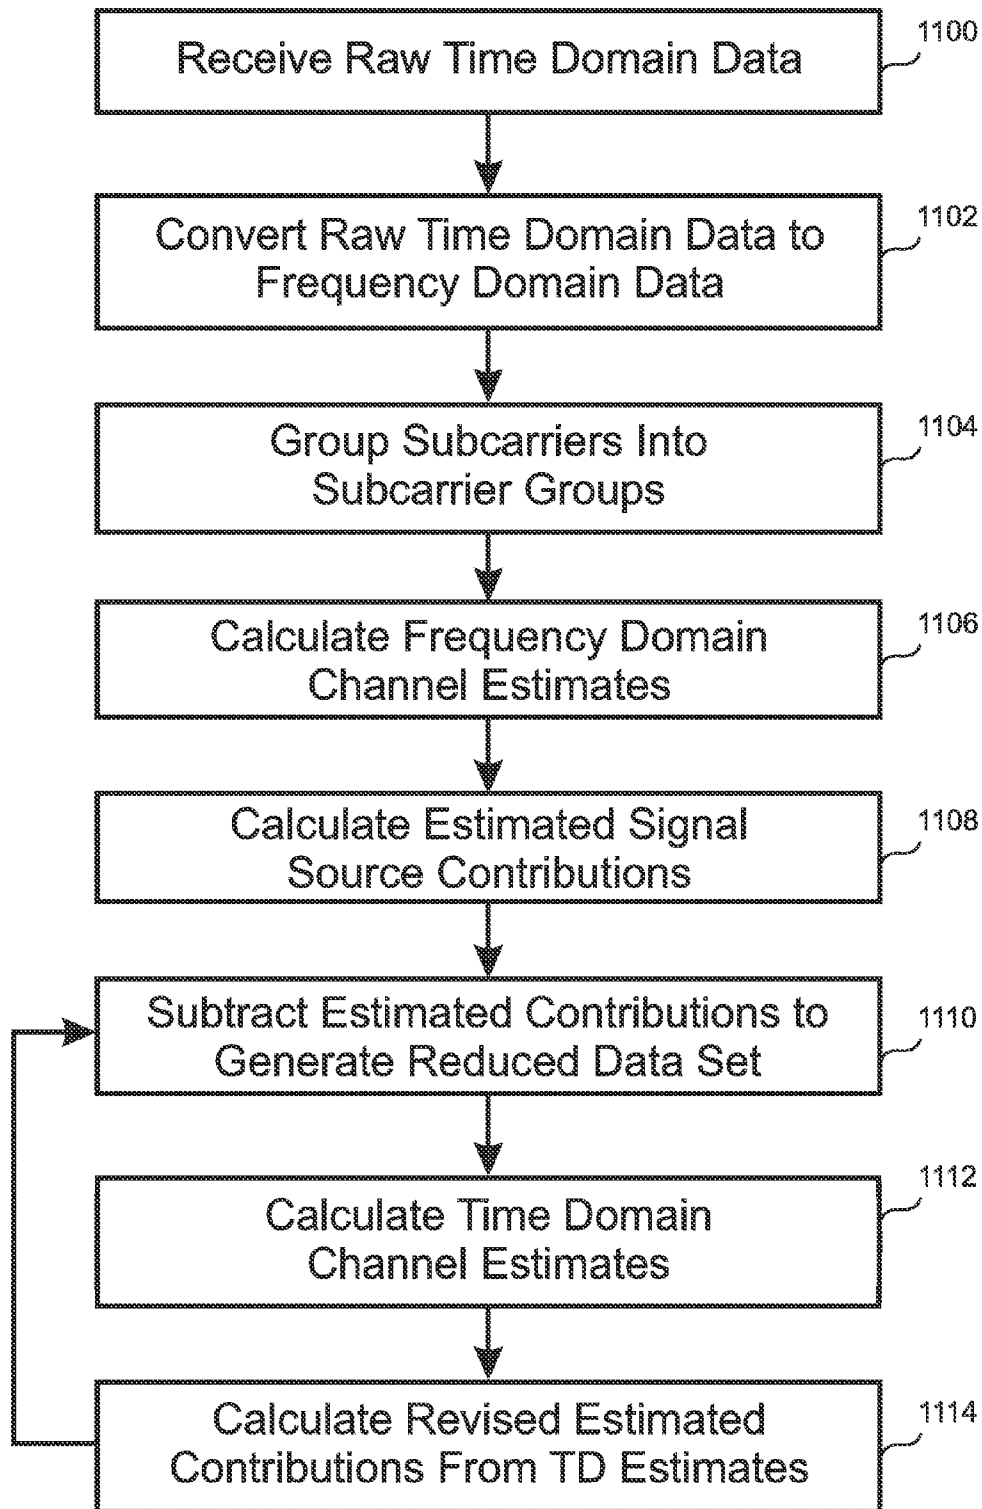 1100
Receive Raw Time Domain Data
1102
Convert Raw Time Domain Data to
Frequency Domain Data
1104
Group Subcarriers Into
Subcarrier Groups
1106
Calculate Frequency Domain
Channel Estimates
1108
Calculate Estimated Signal
Source Contributions
1110
Subtract Estimated Contributions to
Generate Reduced Data Set
1112
Calculate Time Domain
Channel Estimates
1114
Calculate Revised Estimated
Contributions From TD Estimates